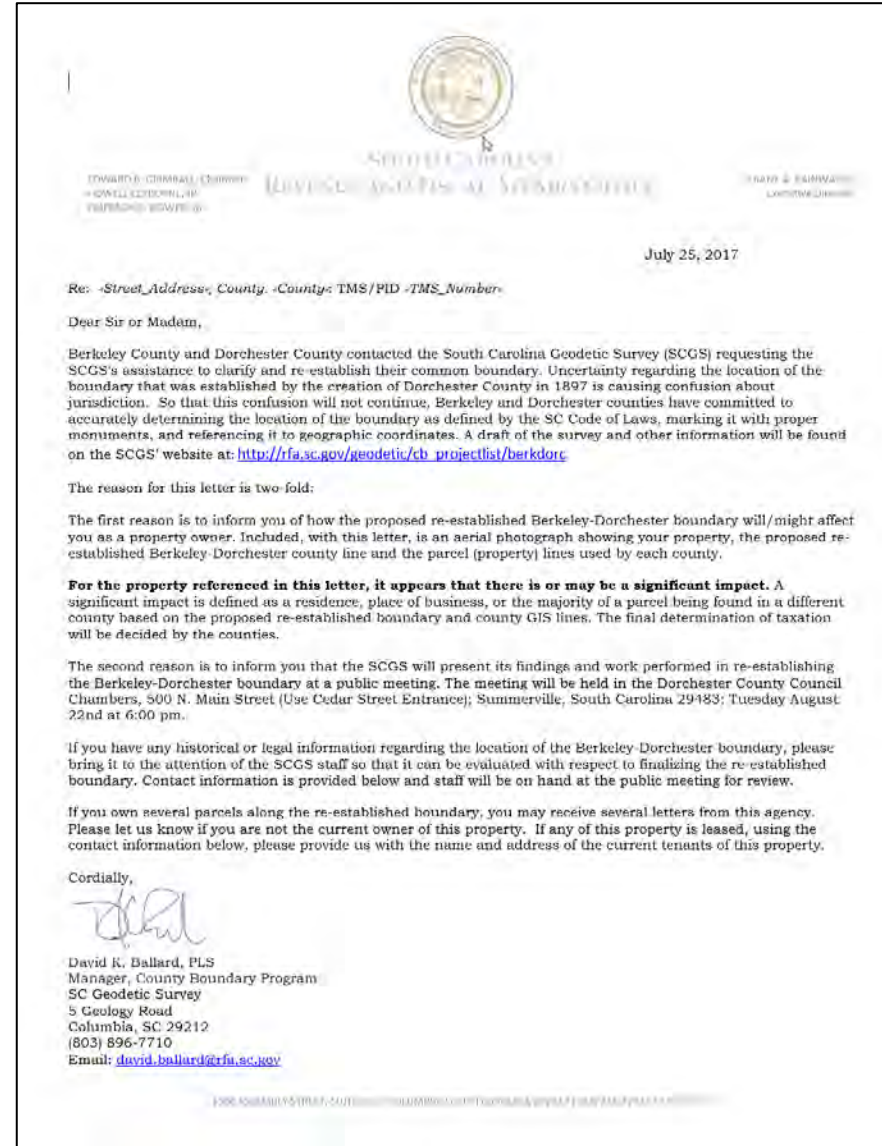 SOUTH CAROLINA
EDWARD B. GRIMBALL, Chairman
REVENUE AND FISCAL AFFAIRS OFFICE
Executive Director
July 25, 2017
Re: «Street_Address», County: «County»: TMS/PID «TMS_Number»
Dear Sir or Madam,
Berkeley County and Dorchester County contacted the South Carolina Geodetic Survey (SCGS) requesting the
SCGS's assistance to clarify and re-establish their common boundary. Uncertainty regarding the location of the
boundary that was established by the creation of Dorchester County in 1897 is causing confusion about
jurisdiction. So that this confusion will not continue, Berkeley and Dorchester counties have committed to
accurately determining the location of the boundary as defined by the SC Code of Laws, marking it with proper
monuments, and referencing it to geographic coordinates. A draft of the survey and other information will be found
on the SCGS' website at: http://rfa.sc.gov/geodetic/cb_projectlist/berkdorc
The reason for this letter is two-fold:
The first reason is to inform you of how the proposed re-established Berkeley-Dorchester boundary will/might affect
you as a property owner. Included, with this letter, is an aerial photograph showing your property, the proposed re-
established Berkeley-Dorchester county line and the parcel (property) lines used by each county.
For the property referenced in this letter, it appears that there is or may be a significant impact. A
significant impact is defined as a residence, place of business, or the majority of a parcel being found in a different
county based on the proposed re-established boundary and county GIS lines. The final determination of taxation
will be decided by the counties.
The second reason is to inform you that the SCGS will present its findings and work performed in re-establishing
the Berkeley-Dorchester boundary at a public meeting. The meeting will be held in the Dorchester County Council
Chambers, 500 N. Main Street (Use Cedar Street Entrance); Summerville, South Carolina 29483; Tuesday August
22nd at 6:00 pm.
If you have any historical or legal information regarding the location of the Berkeley-Dorchester boundary, please
bring it to the attention of the SCGS staff so that it can be evaluated with respect to finalizing the re-established
boundary. Contact information is provided below and staff will be on hand at the public meeting for review.
If you own several parcels along the re-established boundary, you may receive several letters from this agency.
Please let us know if you are not the current owner of this property. If any of this property is leased, using the
contact information below, please provide us with the name and address of the current tenants of this property.
Cordially,
David K. Ballard, PLS
Manager, County Boundary Program
SC Geodetic Survey
5 Geology Road
Columbia, SC 29212
(803) 896-7710
Email: david.ballard@rfa.sc.gov